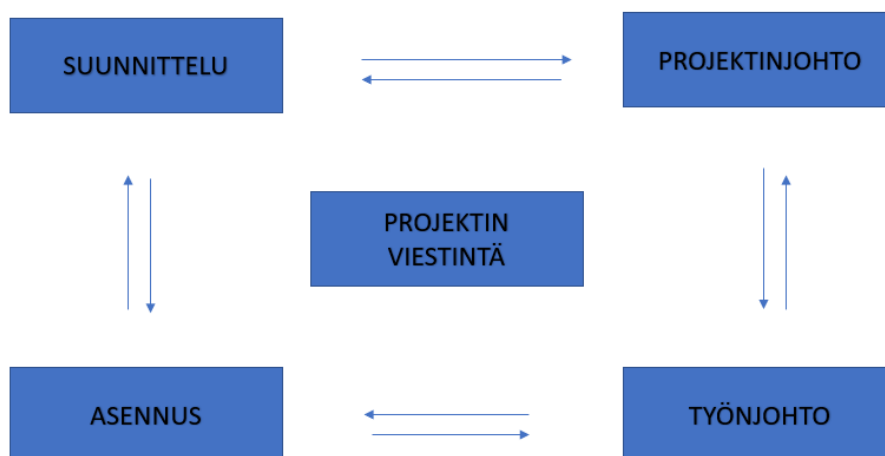 SUUNNITTELU
PROJEKTINJOHTO
PROJEKTIN
VIESTINTÄ
ASENNUS
TYÖNJOHTO